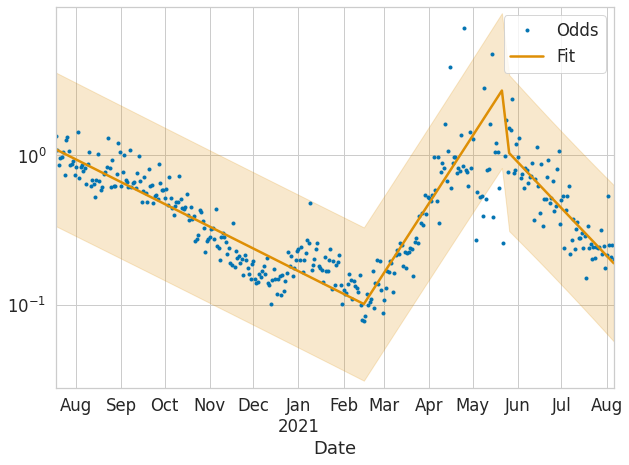 Odds
Fit
10⁰
10⁻¹
Aug Sep Oct Nov Dec Jan Feb Mar Apr May Jun Jul Aug
2021
Date